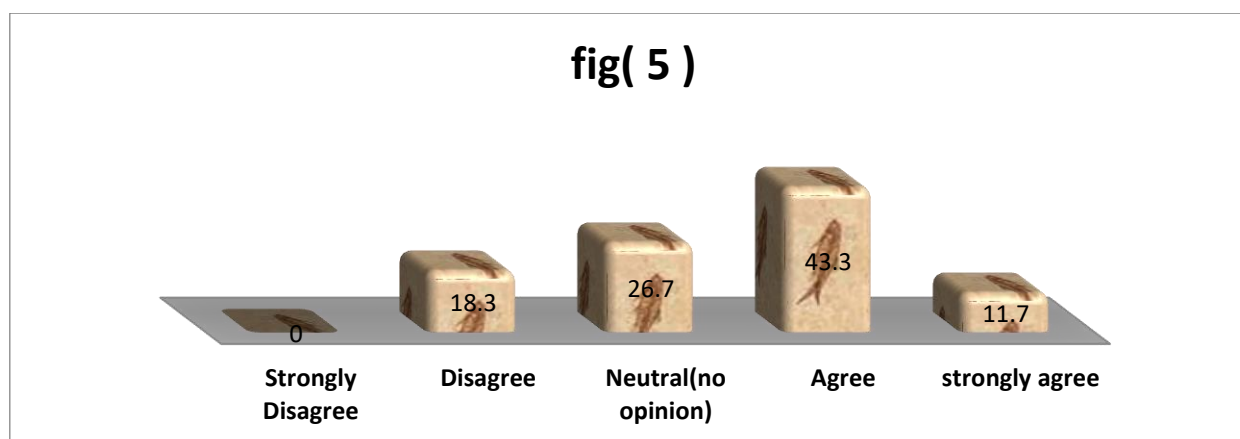 fig( 5 )
0
18.3
26.7
43.3
11.7
Strongly
Disagree
Disagree
Neutral(no
opinion)
Agree
strongly agree